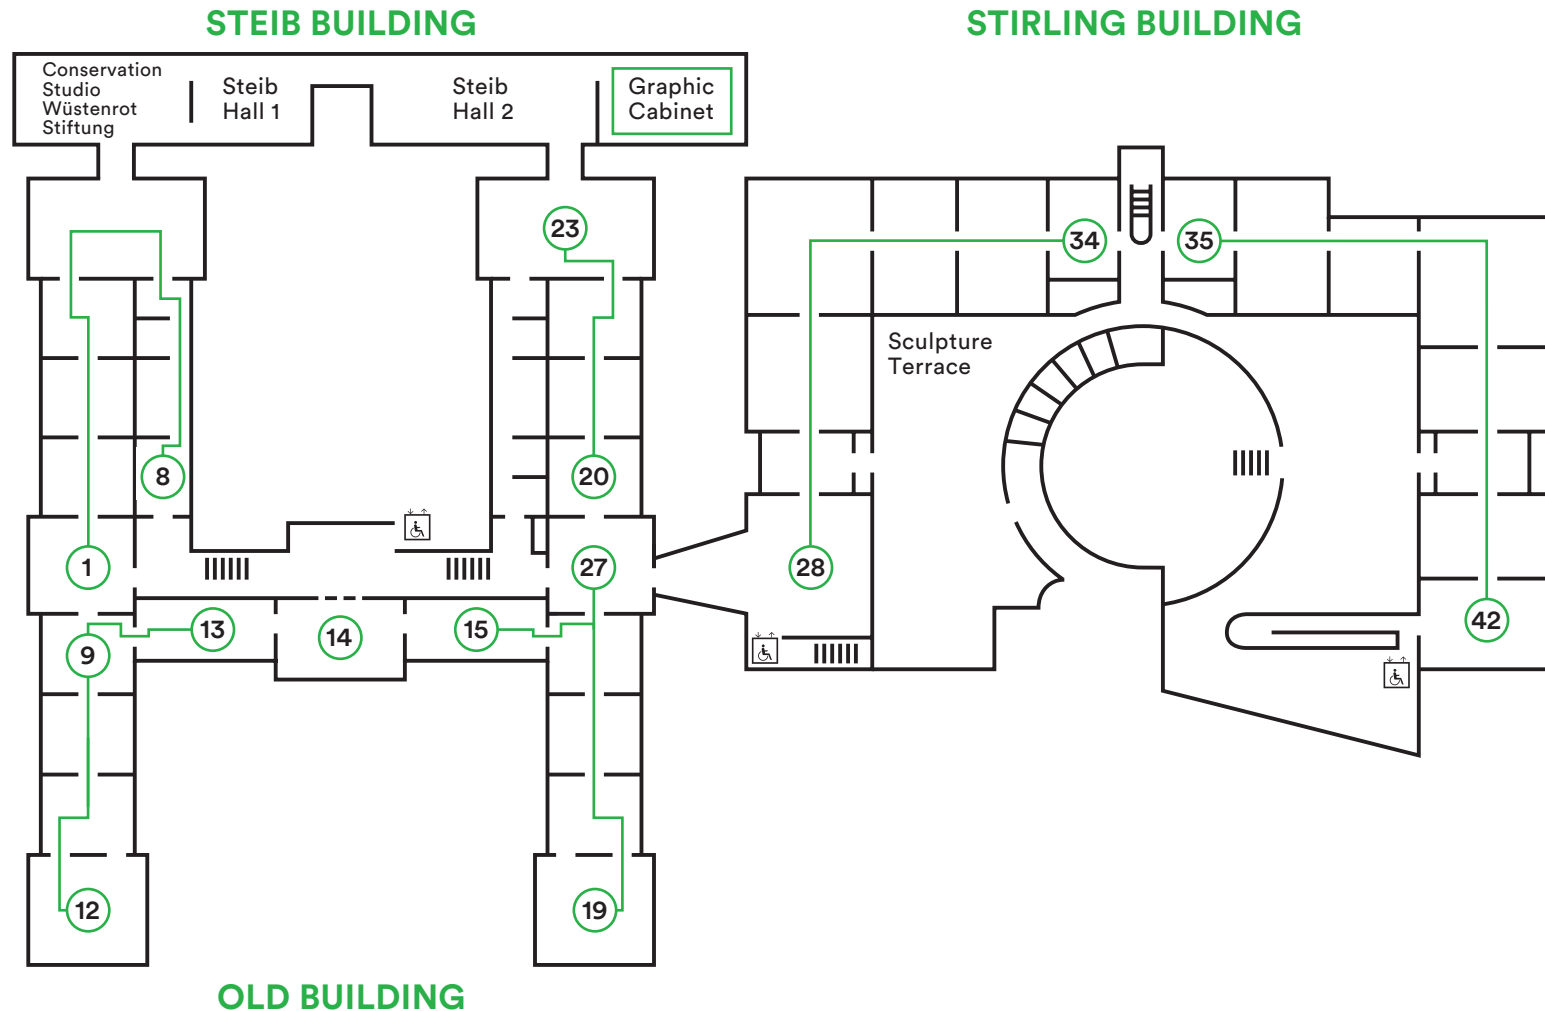 STEIB BUILDING
STIRLING BUILDING
Conservation
Studio
Wüstenrot
Stiftung
Steib
Hall 1
Steib
Hall 2
Graphic
Cabinet
23
34
35
Sculpture
Terrace
8
20
1
27
28
13
14
15
9
42
12
19
OLD BUILDING